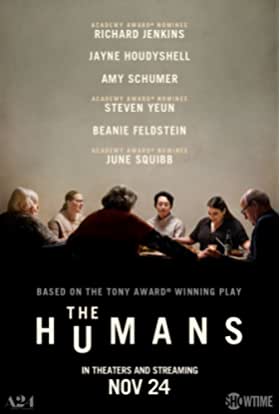 ACADEMY AWARD® NOMINEE
RICHARD JENKINS
JAYNE HOUDYSHELL
AMY SCHUMER
ACADEMY AWARD® NOMINEE
STEVEN YEUN
BEANIE FELDSTEIN
ACADEMY AWARD® NOMINEE
JUNE SQUIBB
BASED ON THE TONY AWARD® WINNING PLAY
THE
HUMANS
IN THEATERS AND STREAMING
NOV 24
A24
SHOWTIME